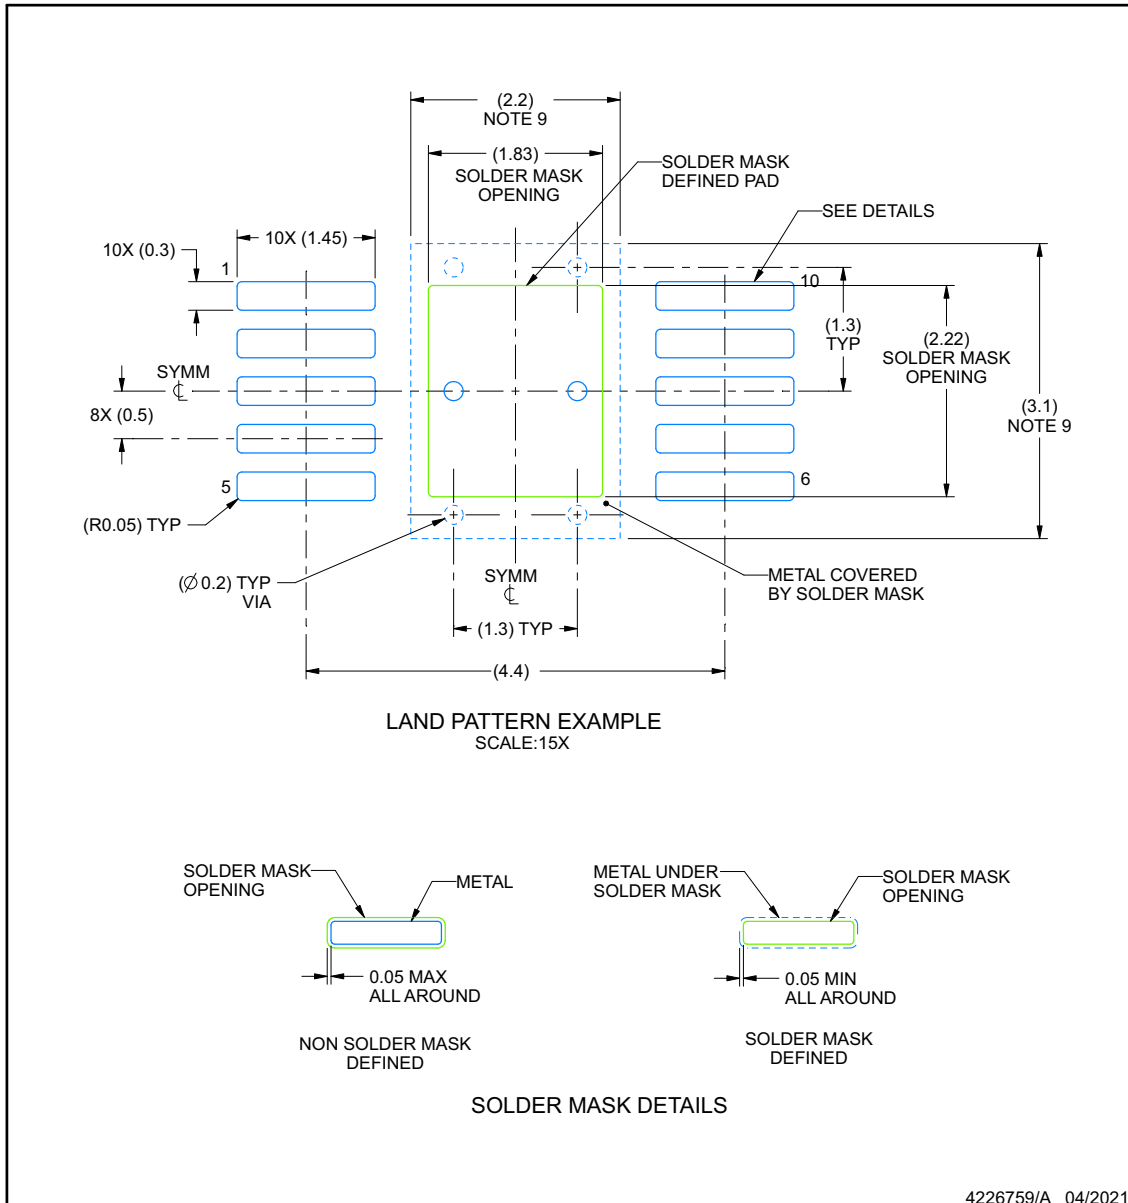 (2.2)
NOTE 9
(1.83)
SOLDER MASK
OPENING
SOLDER MASK
DEFINED PAD
SEE DETAILS
10X (1.45)
10X (0.3)
1
10
(1.3)
TYP
(2.22)
SOLDER MASK
OPENING
(3.1)
NOTE 9
SYMM
℄
8X (0.5)
5
6
(R0.05) TYP
(Ø 0.2) TYP
VIA
SYMM
℄
METAL COVERED
BY SOLDER MASK
(1.3) TYP
(4.4)
LAND PATTERN EXAMPLE
SCALE:15X
SOLDER MASK
OPENING
METAL
0.05 MAX
ALL AROUND
NON SOLDER MASK
DEFINED
METAL UNDER
SOLDER MASK
SOLDER MASK
OPENING
0.05 MIN
ALL AROUND
SOLDER MASK
DEFINED
SOLDER MASK DETAILS
4226759/A 04/2021